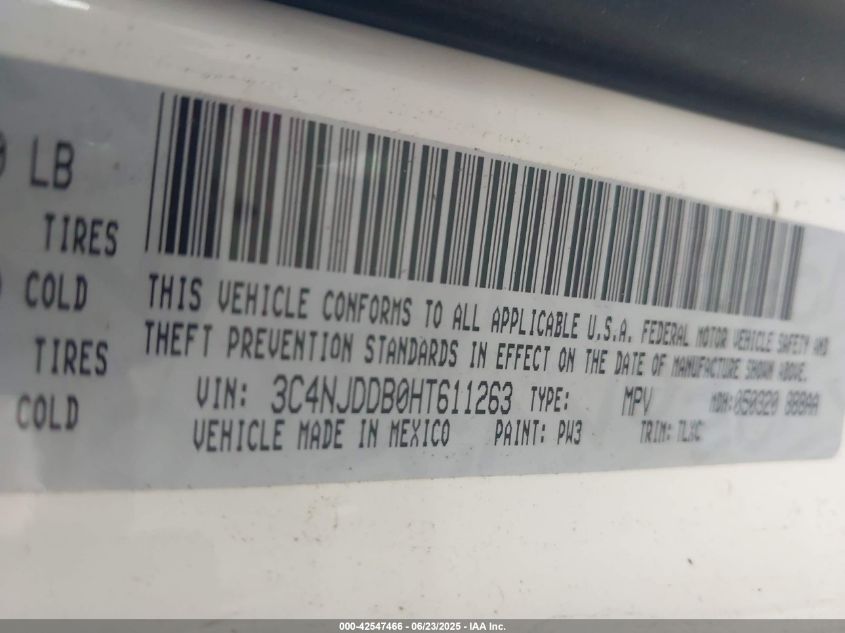 LB
TIRES
COLD
TIRES
COLD
THIS VEHICLE CONFORMS TO ALL APPLICABLE U.S.A. FEDERAL MOTOR VEHICLE SAFETY AND
THEFT PREVENTION STANDARDS IN EFFECT ON THE DATE OF MANUFACTURE SHOWN ABOVE.
VIN: 3C4NJDDB0HT611263 TYPE: MPV MDH:
VEHICLE MADE IN MEXICO PAINT: PW3 TRIM:
000-42547466 - 06/23/2025 - IAA Inc.